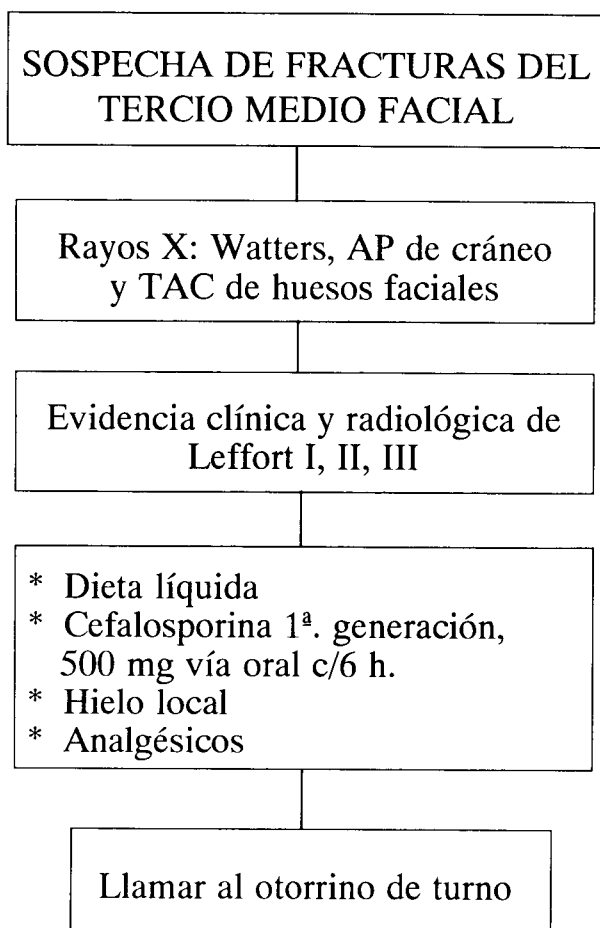 SOSPECHA DE FRACTURAS DEL
TERCIO MEDIO FACIAL
Rayos X: Watters, AP de cráneo
y TAC de huesos faciales
Evidencia clínica y radiológica de
Leffort I, II, III
* Dieta líquida
* Cefalosporina 1ª. generación,
500 mg vía oral c/6 h.
* Hielo local
* Analgésicos
Llamar al otorrino de turno